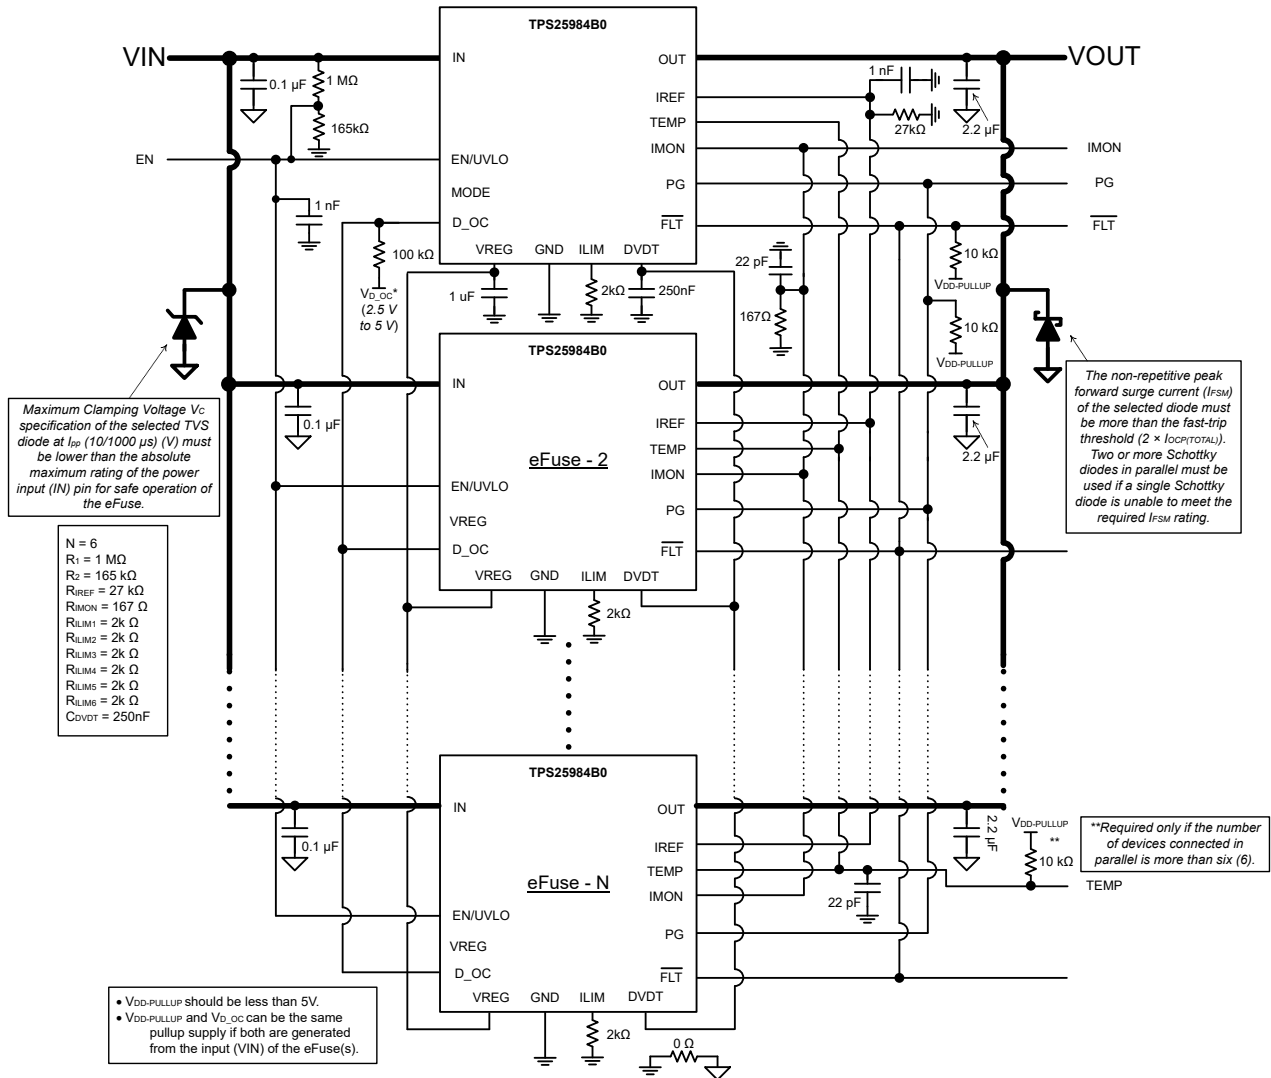 TPS25984B0
VIN
IN
OUT
VOUT
0.1 µF
1 MΩ
165kΩ
1 nF
27kΩ
2.2 µF
IREF
TEMP
EN
EN/UVLO
IMON
IMON
MODE
PG
PG
1 nF
D_OC
FLT
FLT
100 kΩ
VD_OC*
(2.5 V
to 5 V)
VREG
GND
ILIM
DVDT
1 uF
2kΩ
250nF
22 pF
167Ω
10 kΩ
VDD-PULLUP
10 kΩ
VDD-PULLUP
Maximum Clamping Voltage VC
specification of the selected TVS
diode at Ipp (10/1000 µs) (V) must
be lower than the absolute
maximum rating of the power
input (IN) pin for safe operation of
the eFuse.
The non-repetitive peak
forward surge current (IFSM)
of the selected diode must
be more than the fast-trip
threshold (2 × IOCP(TOTAL)).
Two or more Schottky
diodes in parallel must be
used if a single Schottky
diode is unable to meet the
required IFSM rating.
TPS25984B0
IN
OUT
0.1 µF
2.2 µF
IREF
TEMP
eFuse - 2
IMON
EN/UVLO
PG
VREG
D_OC
FLT
VREG
GND
ILIM
DVDT
2kΩ
N = 6
R1 = 1 MΩ
R2 = 165 kΩ
RIREF = 27 kΩ
RIMON = 167 Ω
RILIM1 = 2k Ω
RILIM2 = 2k Ω
RILIM3 = 2k Ω
RILIM4 = 2k Ω
RILIM5 = 2k Ω
RILIM6 = 2k Ω
CDVDT = 250nF
TPS25984B0
IN
OUT
0.1 µF
2.2 µF
VDD-PULLUP
**
10 kΩ
**Required only if the number
of devices connected in
parallel is more than six (6).
IREF
TEMP
TEMP
eFuse - N
IMON
22 pF
EN/UVLO
PG
VREG
D_OC
FLT
VREG
GND
ILIM
DVDT
2kΩ
0 Ω
• VDD-PULLUP should be less than 5V.
• VDD-PULLUP and VD_OC can be the same
pullup supply if both are generated
from the input (VIN) of the eFuse(s).